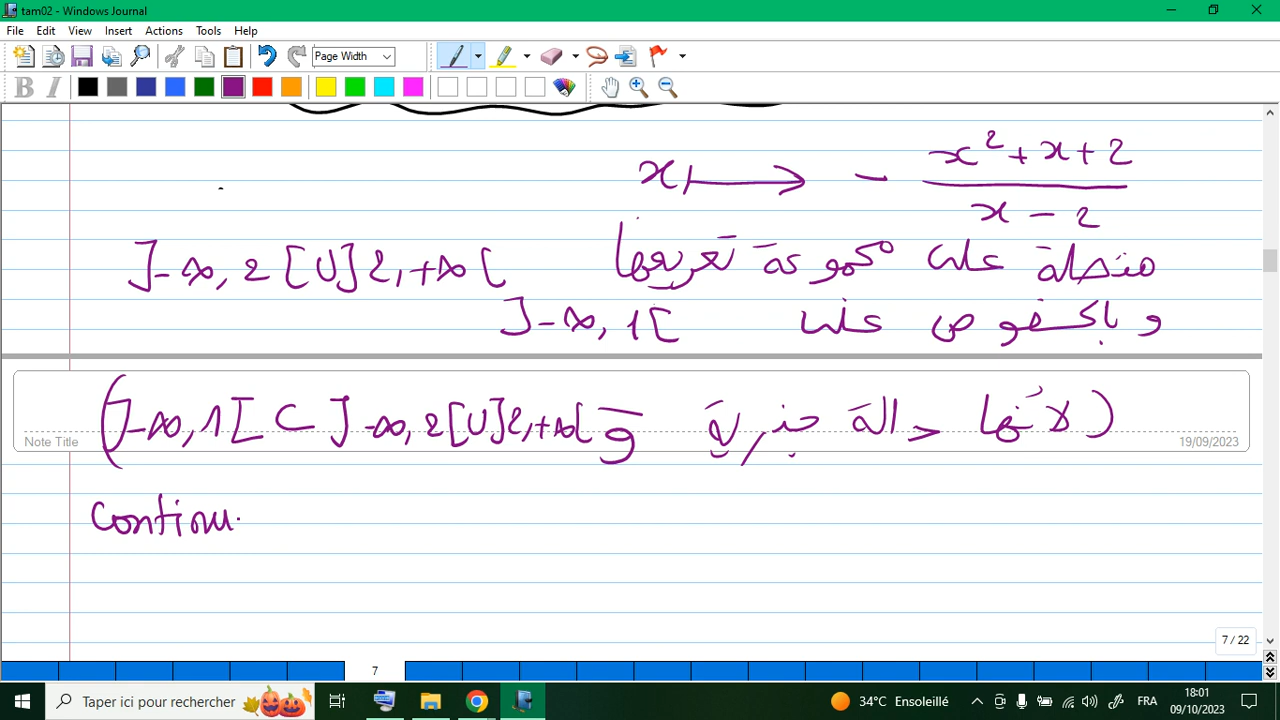 tam02 - Windows Journal
File Edit View Insert Actions Tools Help
Page Width
x ⟼ - (x² + x + 2)/(x - 2)
متصلة على مجموعة تعريفها ]-∞, 2[ U ]2, +∞[
و بالخصوص على ]-∞, 1[
(لأنها دالة جذرية و ]-∞, 1[ ⊂ ]-∞, 2[ U ]2, +∞[)
Note Title
19/09/2023
Continu
7 / 22
7
Taper ici pour rechercher
34°C Ensoleillé
FRA
18:01
09/10/2023